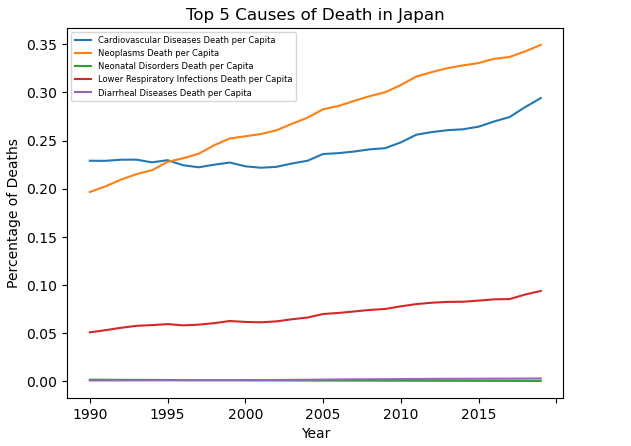 Top 5 Causes of Death in Japan
Cardiovascular Diseases Death per Capita
Neoplasms Death per Capita
Neonatal Disorders Death per Capita
Lower Respiratory Infections Death per Capita
Diarrheal Diseases Death per Capita
Percentage of Deaths
0.35
0.30
0.25
0.20
0.15
0.10
0.05
0.00
1990 1995 2000 2005 2010 2015
Year